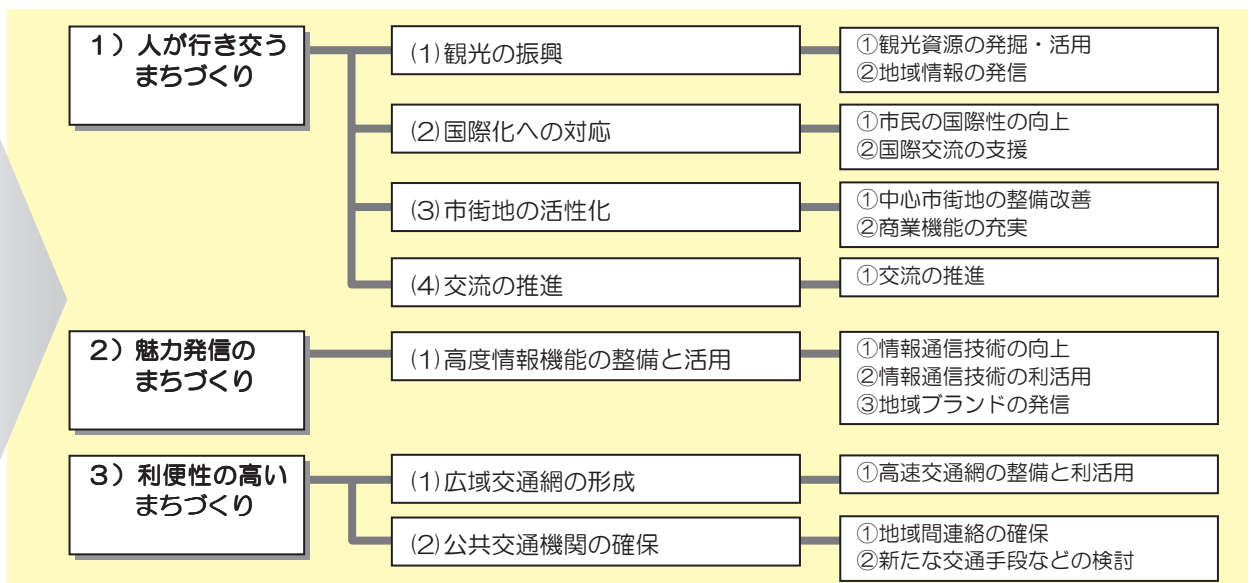 1）人が行き交う
まちづくり
(1)観光の振興
①観光資源の発掘・活用
②地域情報の発信
(2)国際化への対応
①市民の国際性の向上
②国際交流の支援
(3)市街地の活性化
①中心市街地の整備改善
②商業機能の充実
(4)交流の推進
①交流の推進
2）魅力発信の
まちづくり
(1)高度情報機能の整備と活用
①情報通信技術の向上
②情報通信技術の利活用
③地域ブランドの発信
3）利便性の高い
まちづくり
(1)広域交通網の形成
①高速交通網の整備と利活用
(2)公共交通機関の確保
①地域間連絡の確保
②新たな交通手段などの検討